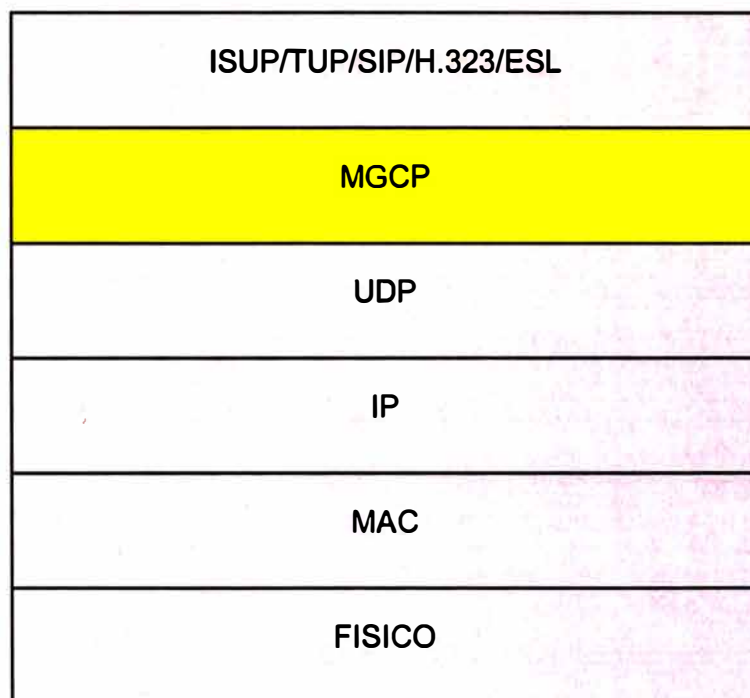 ISUP/TUP/SIP/H.323/ESL
MGCP
UDP
IP
MAC
FISICO